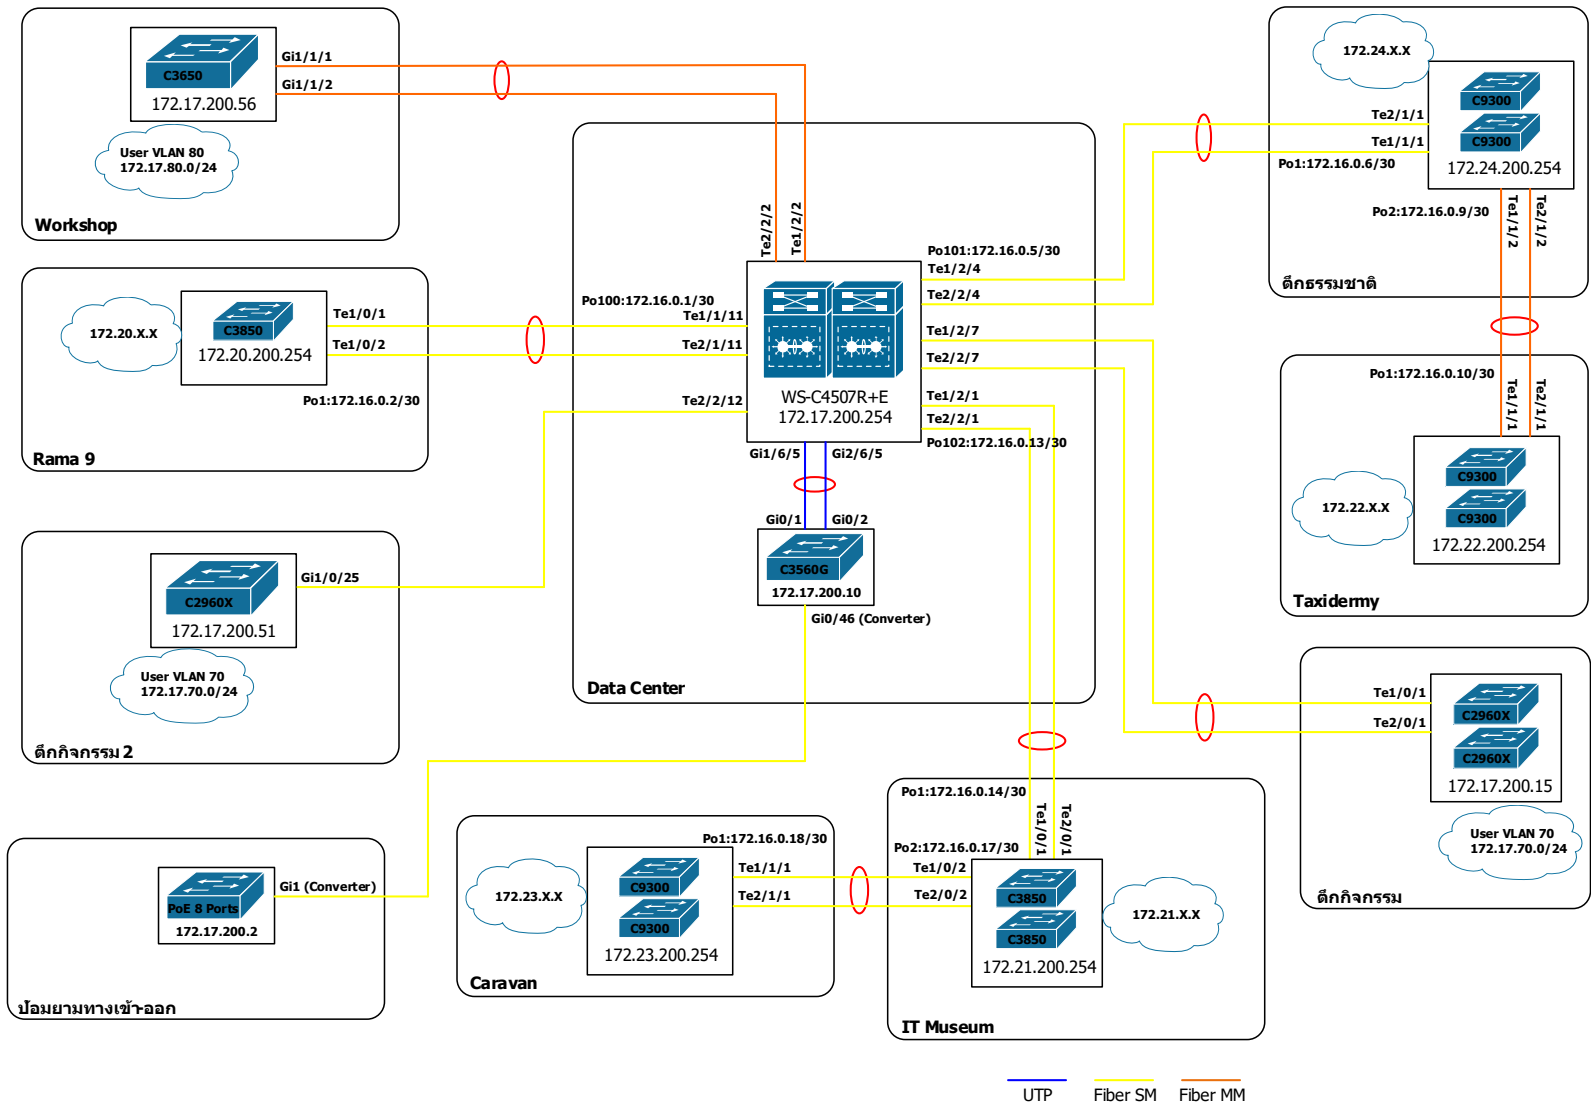 Gi1/1/1
Gi1/1/2
C3650
172.17.200.56
User VLAN 80
172.17.80.0/24
Workshop
172.20.X.X
C3850
172.20.200.254
Te1/0/1
Te1/0/2
Po1:172.16.0.2/30
Rama 9
C2960X
172.17.200.51
Gi1/0/25
User VLAN 70
172.17.70.0/24
ตึกกิจกรรม 2
PoE 8 Ports
172.17.200.2
Gi1 (Converter)
ป้อมยามทางเข้า-ออก
Te2/2/2
Te1/2/2
Po100:172.16.0.1/30
Te1/1/11
Te2/1/11
Te2/2/12
WS-C4507R+E
172.17.200.254
Po101:172.16.0.5/30
Te1/2/4
Te2/2/4
Te1/2/7
Te2/2/7
Te1/2/1
Te2/2/1
Po102:172.16.0.13/30
Gi1/6/5
Gi2/6/5
Gi0/1
Gi0/2
C3560G
172.17.200.10
Gi0/46 (Converter)
Data Center
Po1:172.16.0.18/30
172.23.X.X
C9300
C9300
172.23.200.254
Te1/1/1
Te2/1/1
Caravan
Po1:172.16.0.14/30
Te1/0/1
Te2/0/1
Po2:172.16.0.17/30
Te1/0/2
Te2/0/2
C3850
C3850
172.21.200.254
172.21.X.X
IT Museum
172.24.X.X
C9300
C9300
172.24.200.254
Te2/1/1
Te1/1/1
Po1:172.16.0.6/30
Po2:172.16.0.9/30
Te1/1/2
Te2/1/2
ตึกธรรมชาติ
Po1:172.16.0.10/30
Te1/1/1
Te2/1/1
172.22.X.X
C9300
C9300
172.22.200.254
Taxidermy
Te1/0/1
Te2/0/1
C2960X
C2960X
172.17.200.15
User VLAN 70
172.17.70.0/24
ตึกกิจกรรม
UTP
Fiber SM
Fiber MM